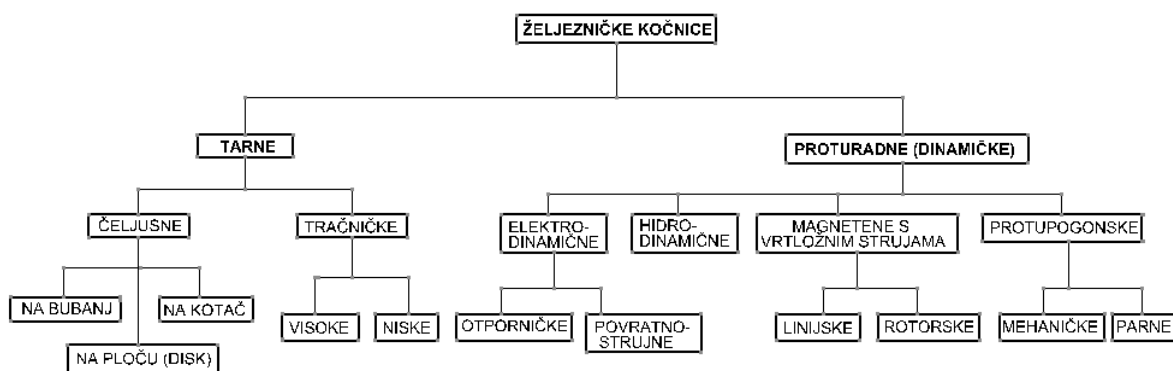 ŽELJEZNIČKE KOČNICE
TARNE
PROTURADNE (DINAMIČKE)
ČELJUSNE
TRAČNIČKE
ELEKTRO-
DINAMIČNE
HIDRO-
DINAMIČNE
MAGNETENE S
VRTLOŽNIM STRUJAMA
PROTUPOGONSKE
NA BUBANJ
NA KOTAČ
NA PLOČU (DISK)
VISOKE
NISKE
OTPORNIČKE
POVRATNO-
STRUJNE
LINIJSKE
ROTORSKE
MEHANIČKE
PARNE